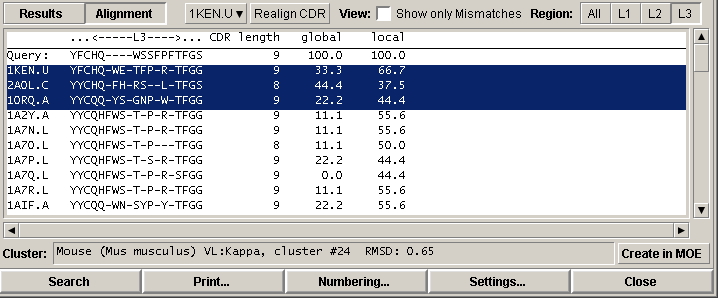 Results Alignment 1KEN.U ▼ Realign CDR View: Show only Mismatches Region: All L1 L2 L3
...<-----L3---->... CDR length global local
Query: YFCHQ----WSSFPFTFGS 9 100.0 100.0
1KEN.U YFCHQ-WE-TFP-R-TFGG 9 33.3 66.7
2AOL.C YYCHQ-FH-RS--L-TFGS 8 44.4 37.5
1ORQ.A YYCQQ-YS-GNP-W-TFGG 9 22.2 44.4
1A2Y.A YYCQHFWS-T-P-R-TFGG 9 11.1 55.6
1A7N.L YYCQHFWS-T-P-R-TFGG 9 11.1 55.6
1A7O.L YYCQHFWS-T-P---TFGG 8 11.1 50.0
1A7P.L YYCQHFWS-T-P-R-TFGG 9 22.2 44.4
1A7Q.L YYCQHFWS-T-P-R-SFGG 9 0.0 44.4
1A7R.L YYCQHFWS-T-P-R-TFGG 9 11.1 55.6
1AIF.A YYCQQ-WN-SYP-Y-TFGG 9 22.2 55.6
Cluster: Mouse (Mus musculus) VL:Kappa, cluster #24 RMSD: 0.65 Create in MOE
Search Print... Numbering... Settings... Close